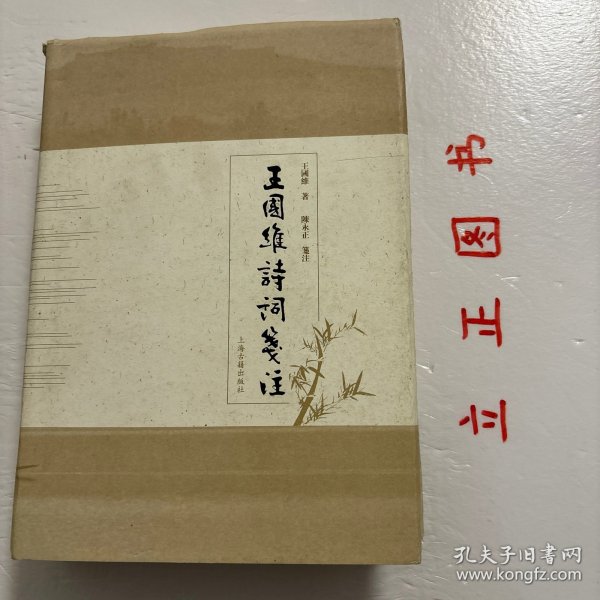 王國維 著 陳永正 箋注
王國維詩詞箋注
上海古籍出版社
立正图书
孔夫子旧书网
www.kongfz.com